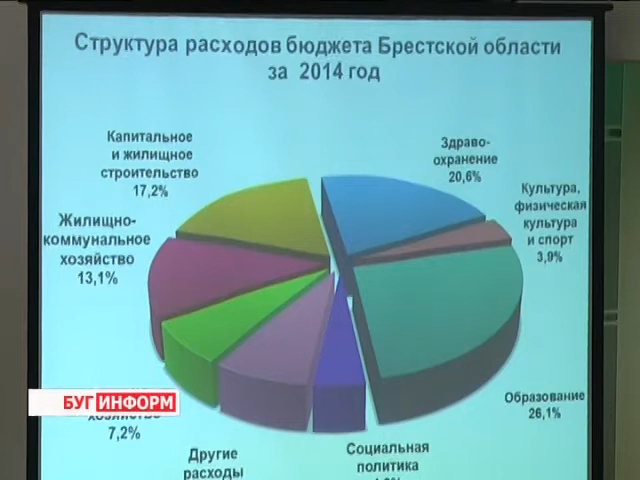 Структура расходов бюджета Брестской области
за 2014 год
Капитальное
и жилищное
строительство
17,2%
Здраво-
охранение
20,6%
Культура,
физическая
культура
и спорт
3,9%
Жилищно-
коммунальное
хозяйство
13,1%
Образование
26,1%
БУГ ИНФОРМ
хозяйство
7,2%
Другие
расходы
Социальная
политика